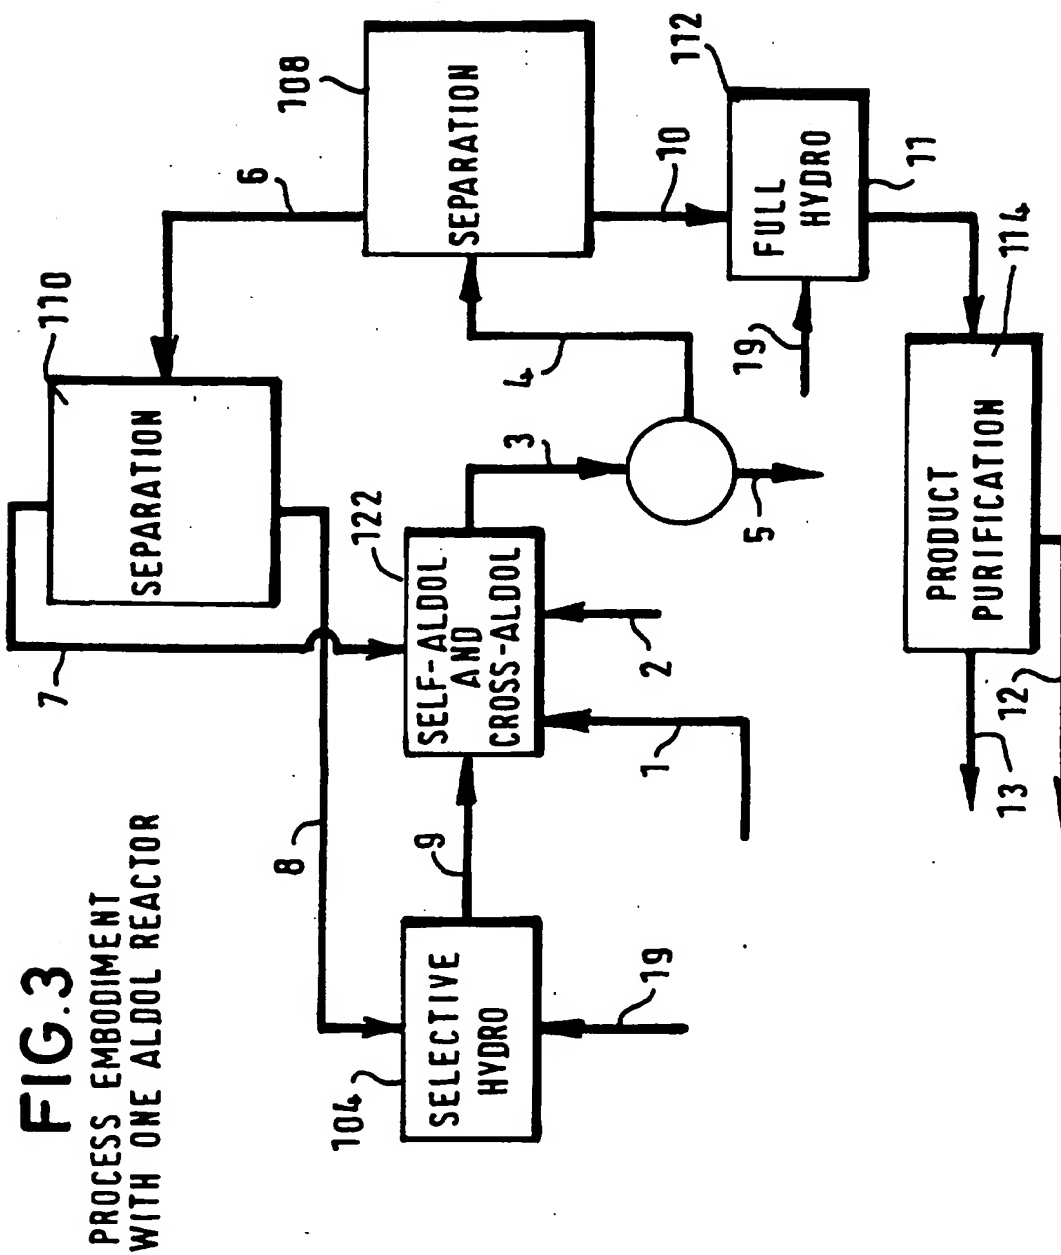 FIG.3
PROCESS EMBODIMENT
WITH ONE ALDOL REACTOR
7
110
SEPARATION
6
108
SEPARATION
8
104
SELECTIVE
HYDRO
19
9
122
SELF-ALDOL
AND
CROSS-ALDOL
1
2
3
4
5
10
112
FULL
HYDRO
19
11
114
PRODUCT
PURIFICATION
13
12